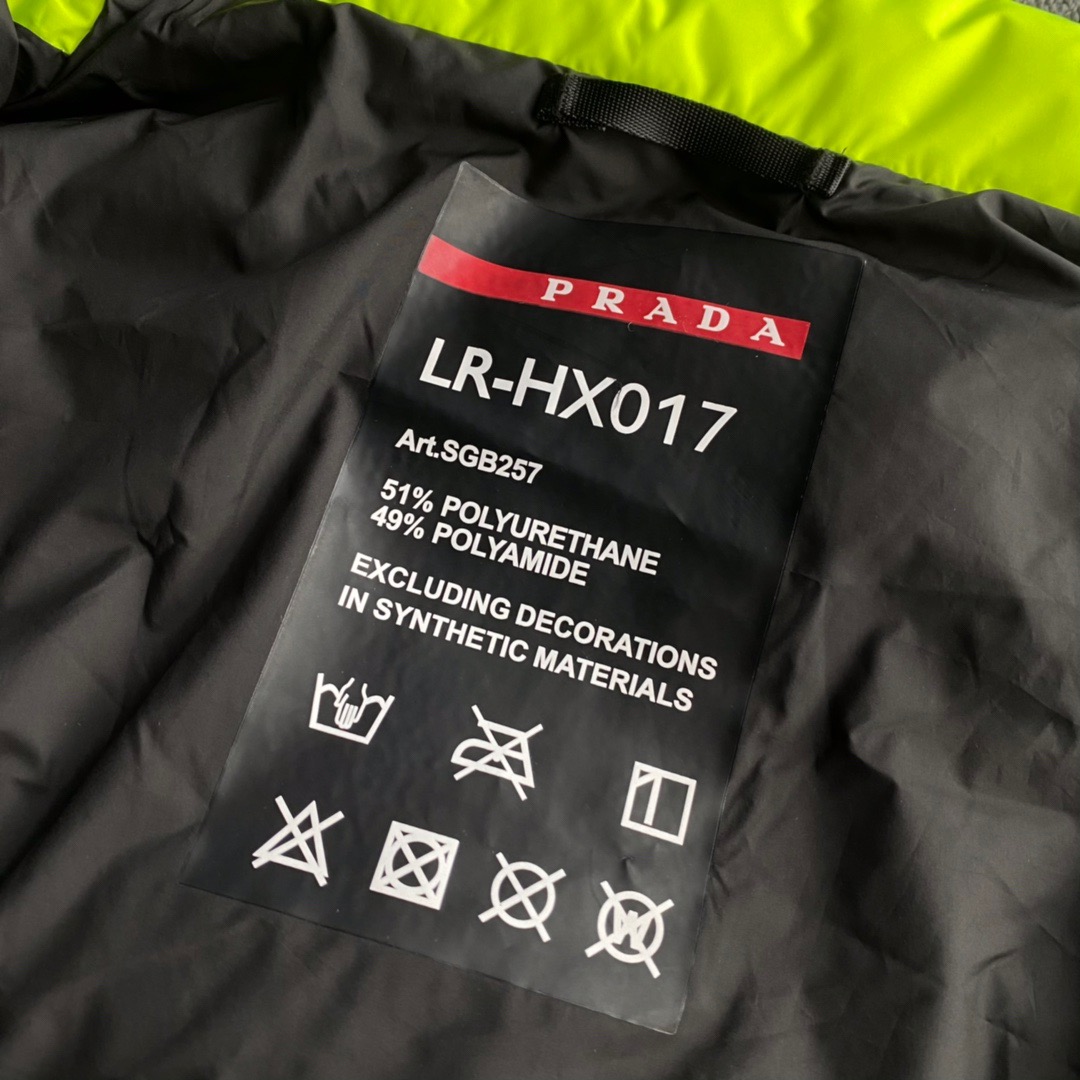 PRADA
LR-HX017
Art.SGB257
51% POLYURETHANE
49% POLYAMIDE
EXCLUDING DECORATIONS
IN SYNTHETIC MATERIALS
W